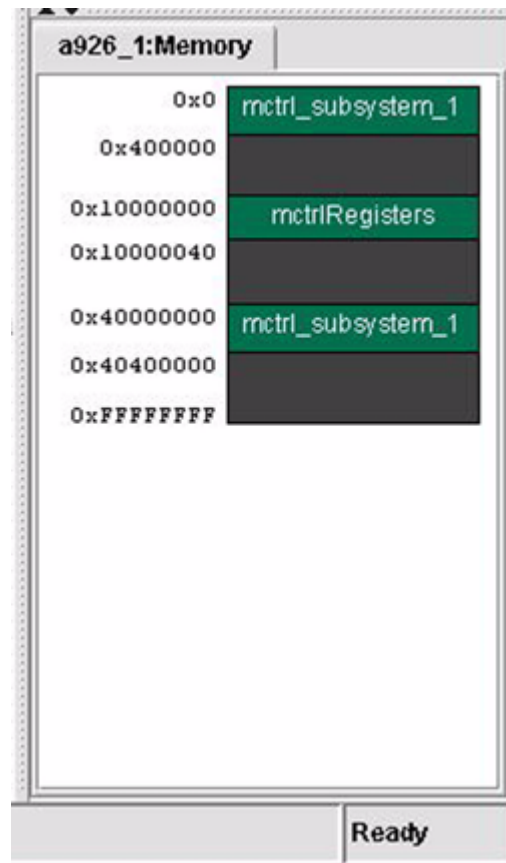 a926_1:Memory
0x0 mctrl_subsystem_1
0x400000
0x10000000 mctrlRegisters
0x10000040
0x40000000 mctrl_subsystem_1
0x40400000
0xFFFFFFFF
Ready